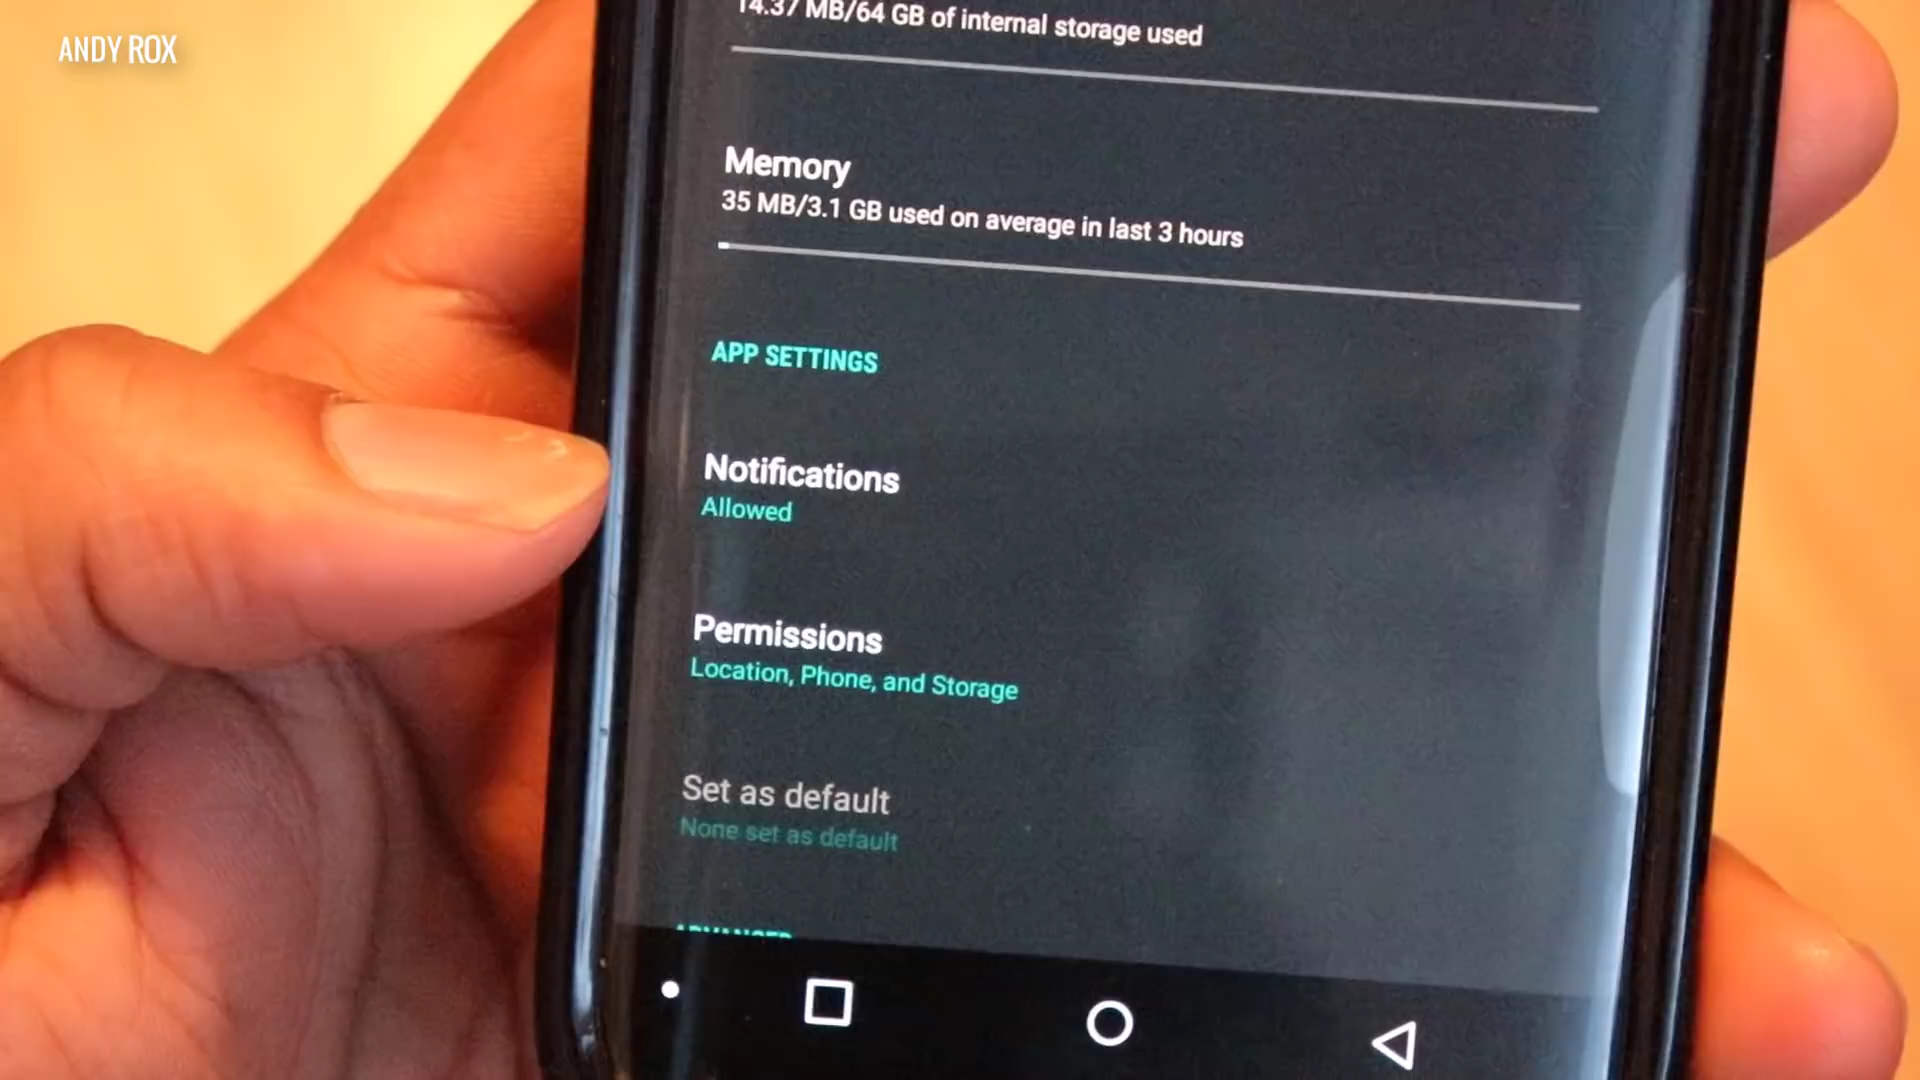 ANDY ROX
14.37 MB/64 GB of internal storage used
Memory
35 MB/3.1 GB used on average in last 3 hours
APP SETTINGS
Notifications
Allowed
Permissions
Location, Phone, and Storage
Set as default
None set as default
ADVANCED